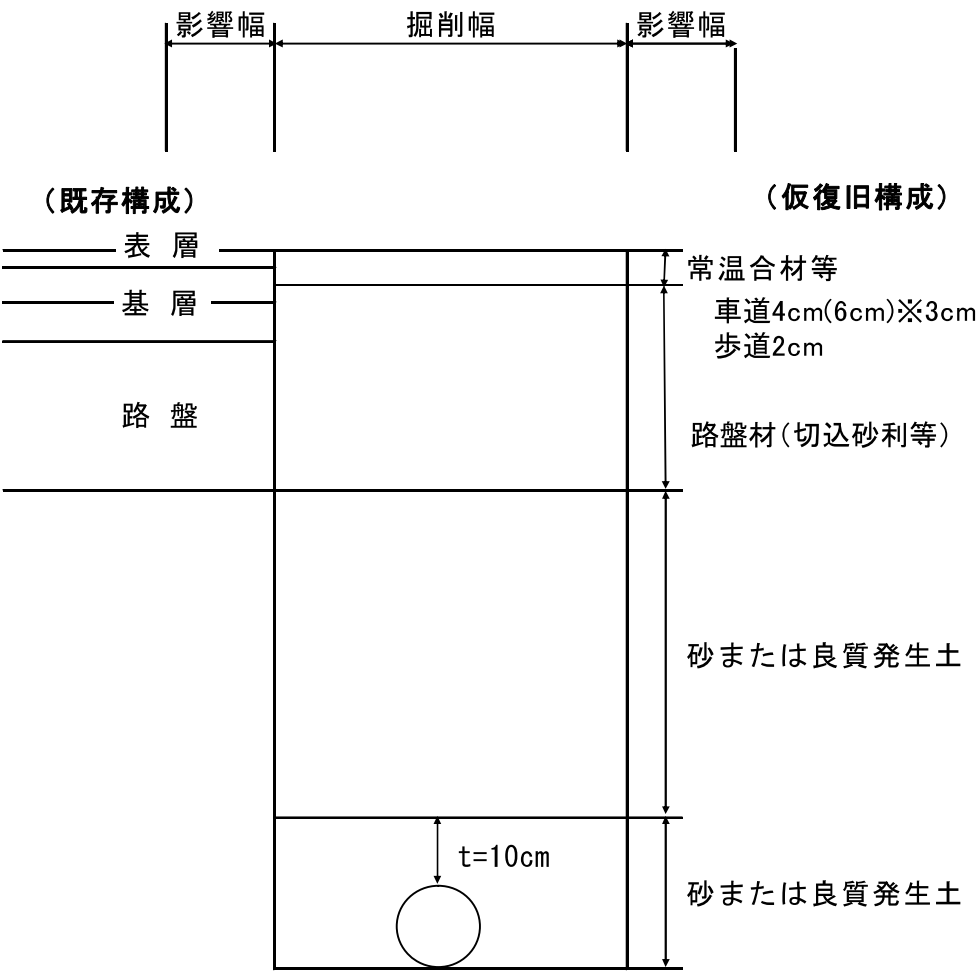 影響幅
掘削幅
影響幅
（既存構成）
（仮復旧構成）
表 層
常温合材等
基 層
車道4cm(6cm)※3cm
歩道2cm
路 盤
路盤材（切込砂利等）
砂または良質発生土
t=10cm
砂または良質発生土